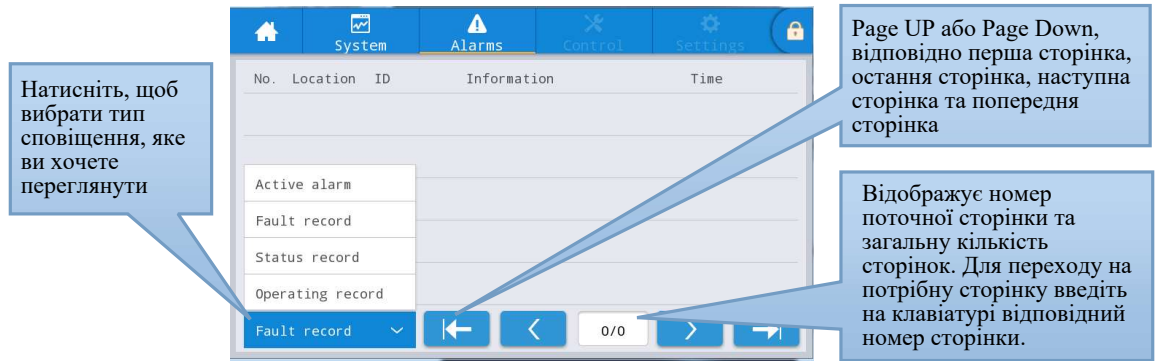 System Alarms Control Settings
No. Location ID Information Time
Active alarm
Fault record
Status record
Operating record
Fault record
0/0
Натисніть, щоб
вибрати тип
сповіщення, яке
ви хочете
переглянути
Page UP або Page Down,
відповідно перша сторінка,
остання сторінка, наступна
сторінка та попередня
сторінка
Відображує номер
поточної сторінки та
загальну кількість
сторінок. Для переходу на
потрібну сторінку введіть
на клавіатурі відповідний
номер сторінки.